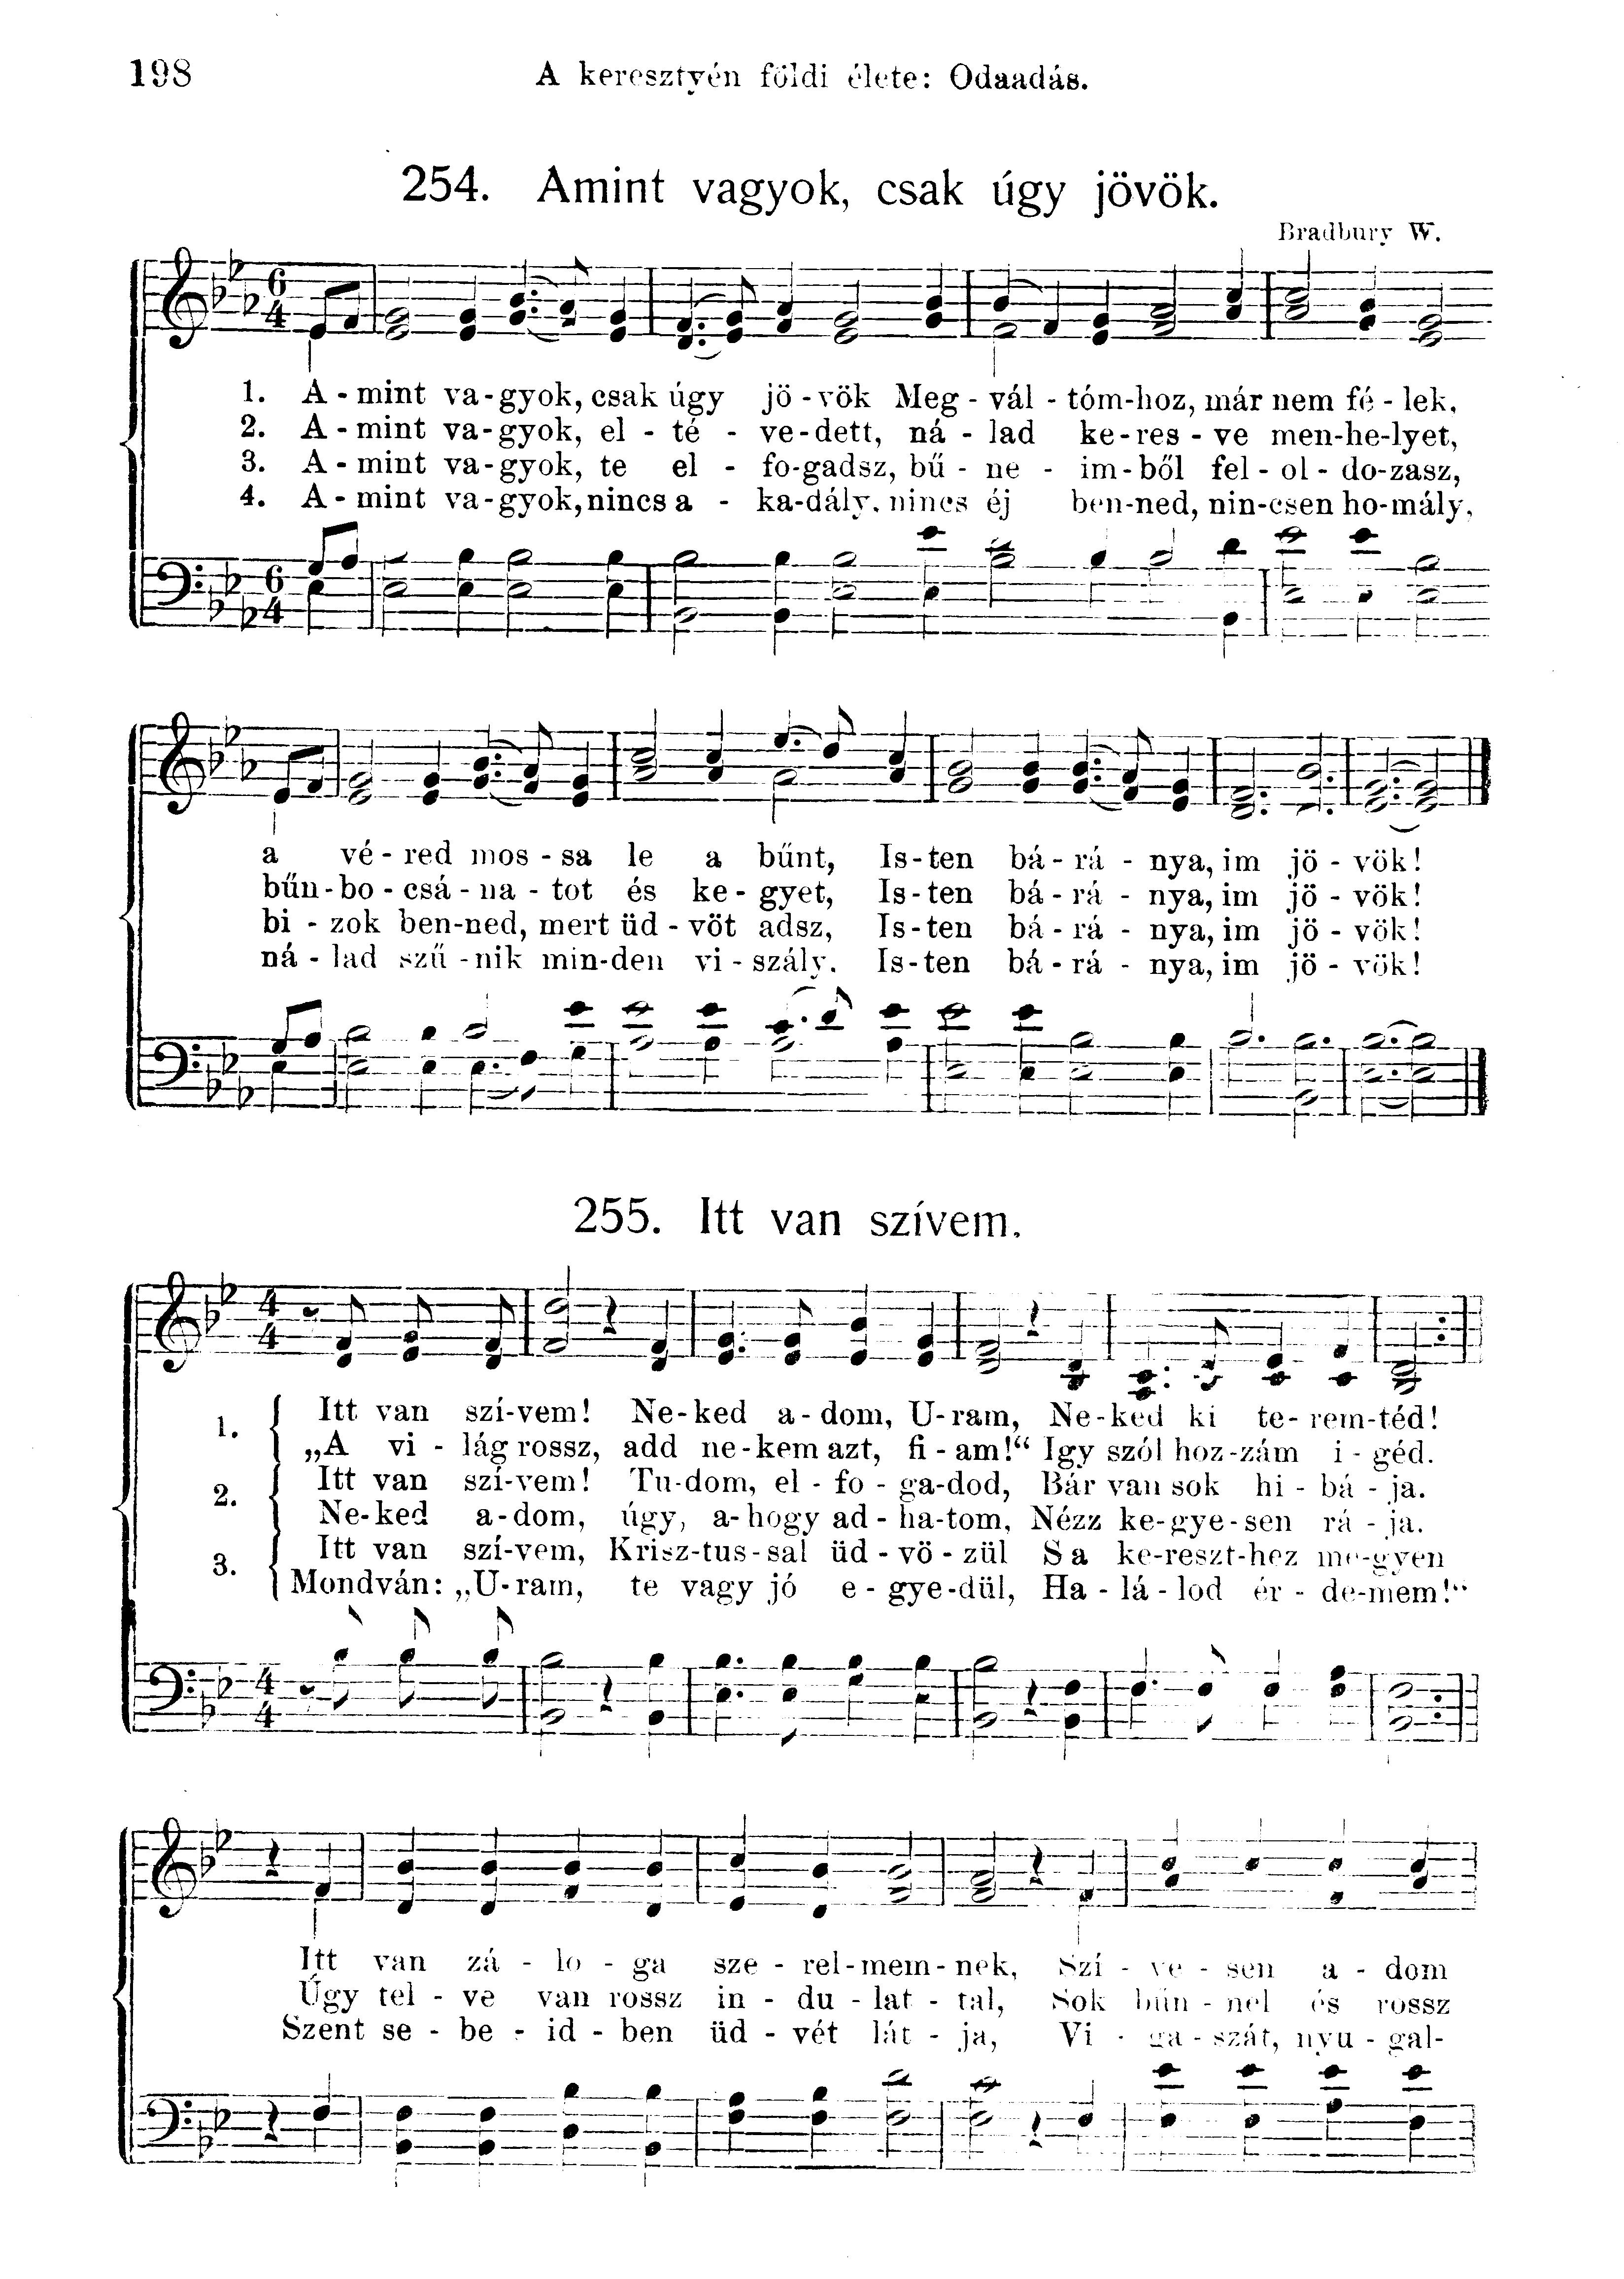 198
A keresztyén földi élete: Odaadás.
254. Amint vagyok, csak úgy jövök.
Bradbury W.
6
4
1. A - mint va - gyok, csak úgy jö - vök Meg - vál - tóm-hoz, már nem fé - lek,
2. A - mint va - gyok, el - té - ve-dett, ná - lad ke-res - ve men-he-lyet,
3. A - mint va - gyok, te el - fo-gadsz, bű - ne - im-ből fel - ol - do-zasz,
4. A - mint va - gyok, nincs a - ka-dály, nincs éj ben-ned, nin-csen ho-mály,
6
4
a vé - red mos - sa le a bűnt, Is-ten bá - rá - nya, im jö - vök!
bűn-bo - csá - na - tot és ke - gyet, Is-ten bá - rá - nya, im jö - vök!
bi - zok ben-ned, mert üd - vöt adsz, Is-ten bá - rá - nya, im jö - vök!
ná - lad szű -nik min-den vi - szály. Is-ten bá - rá - nya, im jö - vök!
255. Itt van szívem.
4
4
1. Itt van szí-vem! Ne-ked a - dom, U-ram, Ne-ked ki te - rem-téd!
„A vi - lág rossz, add ne - kem azt, fi - am!“ Igy szól hoz-zám i - géd.
2. Itt van szí-vem! Tu-dom, el - fo - ga-dod, Bár van sok hi - bá - ja.
Ne-ked a-dom, úgy, a-hogy ad - ha-tom, Nézz ke-gye-sen rá - ja.
3. Itt van szí-vem, Krisz-tus-sal üd - vö - zül S a ke-reszt-hez me-gyen
Mondván: „U-ram, te vagy jó e - gye-dül, Ha - lá - lod ér - de-mem!“
4
4
Itt van zá - lo - ga sze - rel-mem-nek, Szí - ve - sen a - dom
Úgy tel - ve van rossz in - du - lat - tal, Sok bűn - nel és rossz
Szent se - be - id - ben üd - vét lát - ja, Vi - ga - szát, nyu - gal-